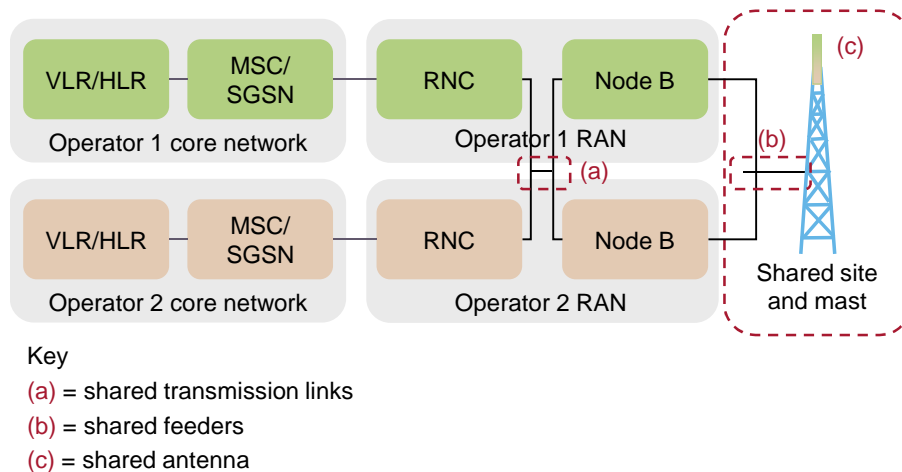 VLR/HLR
MSC/
SGSN
RNC
Node B
Operator 1 core network
Operator 1 RAN
(a)
(b)
(c)
VLR/HLR
MSC/
SGSN
RNC
Node B
Operator 2 core network
Operator 2 RAN
Shared site
and mast
Key
(a) = shared transmission links
(b) = shared feeders
(c) = shared antenna